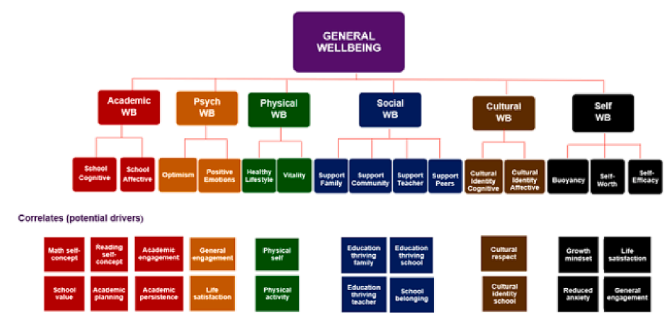 GENERAL
WELLBEING
Academic
WB
Psych
WB
Physical
WB
Social
WB
Cultural
WB
Self
WB
School
Cognitive
School
Affective
Optimism
Positive
Emotions
Healthy
Lifestyle
Vitality
Support
Family
Support
Community
Support
Teacher
Support
Peers
Cultural
Identity
Cognitive
Cultural
Identity
Affective
Buoyancy
Self-
Worth
Self-
Efficacy
Correlates (potential drivers)
Math self-
concept
Reading
self-
concept
Academic
engagement
General
engagement
Physical
self
Education
thriving
family
Education
thriving
school
Cultural
respect
Growth
mindset
Life
satisfaction
School
value
Academic
planning
Academic
persistence
Life
satisfaction
Physical
activity
Education
thriving
teacher
School
belonging
Cultural
identity
school
Reduced
anxiety
General
engagement